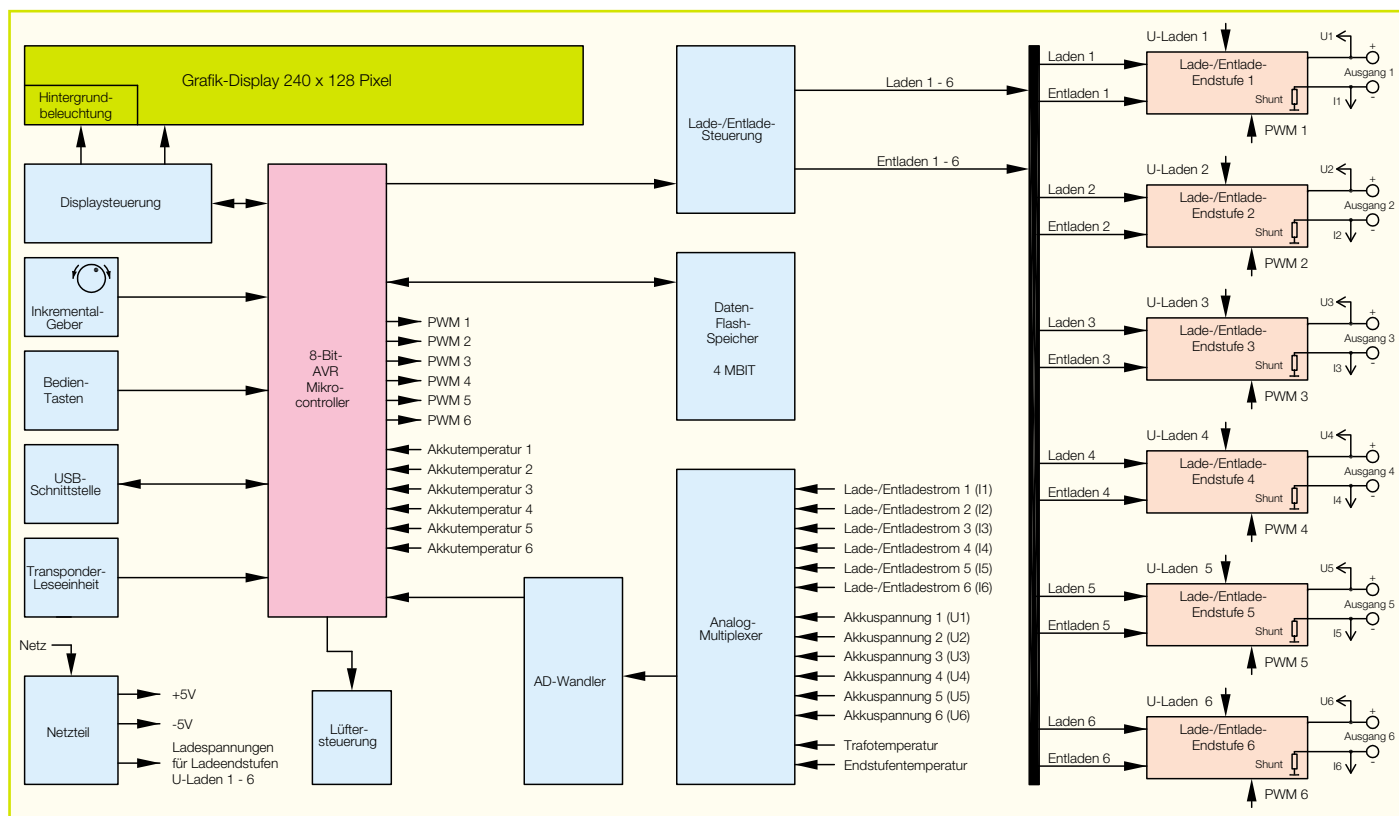 Grafik-Display 240 x 128 Pixel
Hintergrund-
beleuchtung
Displaysteuerung
Inkremental-
Geber
Bedien-
Tasten
USB-
Schnittstelle
Transponder-
Leseeinheit
Netz
Netzteil
+5V
-5V
Ladespannungen
für Ladeendstufen
U-Laden 1 - 6
8-Bit-
AVR
Mikro-
controller
PWM 1
PWM 2
PWM 3
PWM 4
PWM 5
PWM 6
Akkutemperatur 1
Akkutemperatur 2
Akkutemperatur 3
Akkutemperatur 4
Akkutemperatur 5
Akkutemperatur 6
Lüfter-
steuerung
AD-Wandler
Lade-/Entlade-
Steuerung
Daten-
Flash-
Speicher
4 MBIT
Analog-
Multiplexer
Lade-/Entladestrom 1 (I1)
Lade-/Entladestrom 2 (I2)
Lade-/Entladestrom 3 (I3)
Lade-/Entladestrom 4 (I4)
Lade-/Entladestrom 5 (I5)
Lade-/Entladestrom 6 (I6)
Akkuspannung 1 (U1)
Akkuspannung 2 (U2)
Akkuspannung 3 (U3)
Akkuspannung 4 (U4)
Akkuspannung 5 (U5)
Akkuspannung 6 (U6)
Trafotemperatur
Endstufentemperatur
Laden 1 - 6
Entladen 1 - 6
U-Laden 1
Laden 1
Entladen 1
Lade-/Entlade-
Endstufe 1
Shunt
PWM 1
U1
+
Ausgang 1
I1
-
U-Laden 2
Laden 2
Entladen 2
Lade-/Entlade-
Endstufe 2
Shunt
PWM 2
U2
+
Ausgang 2
I2
-
U-Laden 3
Laden 3
Entladen 3
Lade-/Entlade-
Endstufe 3
Shunt
PWM 3
U3
+
Ausgang 3
I3
-
U-Laden 4
Laden 4
Entladen 4
Lade-/Entlade-
Endstufe 4
Shunt
PWM 4
U4
+
Ausgang 4
I4
-
U-Laden 5
Laden 5
Entladen 5
Lade-/Entlade-
Endstufe 5
Shunt
PWM 5
U5
+
Ausgang 5
I5
-
U-Laden 6
Laden 6
Entladen 6
Lade-/Entlade-
Endstufe 6
Shunt
PWM 6
U6
+
Ausgang 6
I6
-